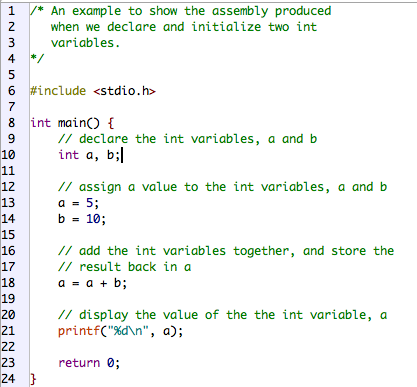 1 /* An example to show the assembly produced
2    when we declare and initialize two int
3    variables.
4 */
5
6 #include <stdio.h>
7
8 int main() {
9     // declare the int variables, a and b
10     int a, b;
11
12     // assign a value to the int variables, a and b
13     a = 5;
14     b = 10;
15
16     // add the int variables together, and store the
17     // result back in a
18     a = a + b;
19
20     // display the value of the the int variable, a
21     printf("%d\n", a);
22
23     return 0;
24 }